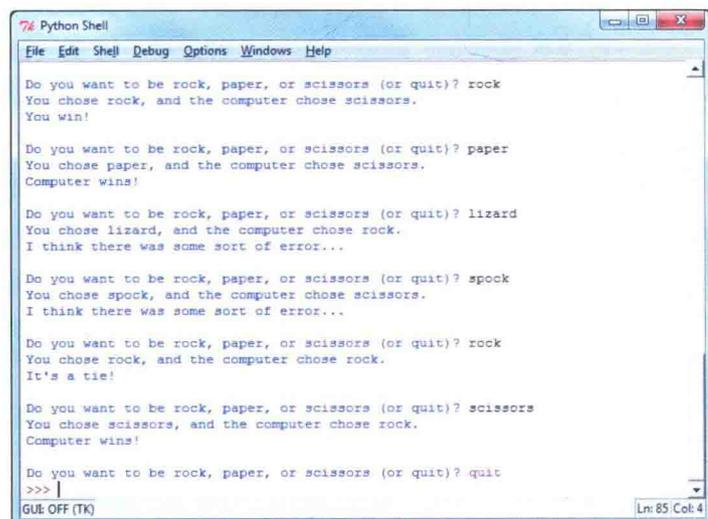 Python Shell
File Edit Shell Debug Options Windows Help
Do you want to be rock, paper, or scissors (or quit)? rock
You chose rock, and the computer chose scissors.
You win!
Do you want to be rock, paper, or scissors (or quit)? paper
You chose paper, and the computer chose scissors.
Computer wins!
Do you want to be rock, paper, or scissors (or quit)? lizard
You chose lizard, and the computer chose rock.
I think there was some sort of error...
Do you want to be rock, paper, or scissors (or quit)? spock
You chose spock, and the computer chose scissors.
I think there was some sort of error...
Do you want to be rock, paper, or scissors (or quit)? rock
You chose rock, and the computer chose rock.
It's a tie!
Do you want to be rock, paper, or scissors (or quit)? scissors
You chose scissors, and the computer chose rock.
Computer wins!
Do you want to be rock, paper, or scissors (or quit)? quit
>>>
GUI: OFF (TK) Ln: 85 Col: 4